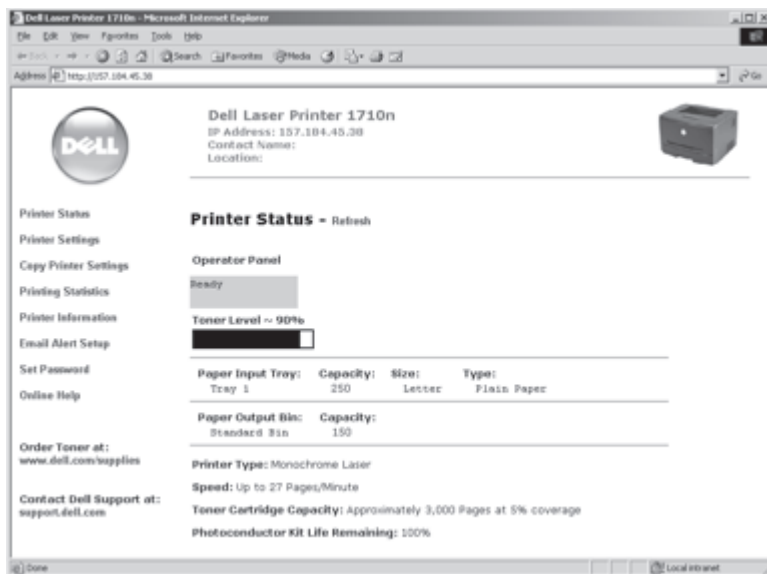 Dell Laser Printer 1710n - Microsoft Internet Explorer
File Edit View Favorites Tools Help
Back Search Favorites Media
Address http://157.184.45.38 Go
DELL
Dell Laser Printer 1710n
IP Address: 157.184.45.38
Contact Name:
Location:
Printer Status
Printer Settings
Copy Printer Settings
Printing Statistics
Printer Information
Email Alert Setup
Set Password
Online Help
Order Toner at:
www.dell.com/supplies
Contact Dell Support at:
support.dell.com
Printer Status - Refresh
Operator Panel
Ready
Toner Level ~ 90%
Paper Input Tray: Capacity: Size: Type:
Tray 1 250 Letter Plain Paper
Paper Output Bin: Capacity:
Standard Bin 150
Printer Type: Monochrome Laser
Speed: Up to 27 Pages/Minute
Toner Cartridge Capacity: Approximately 3,000 Pages at 5% coverage
Photoconductor Kit Life Remaining: 100%
Done Local intranet